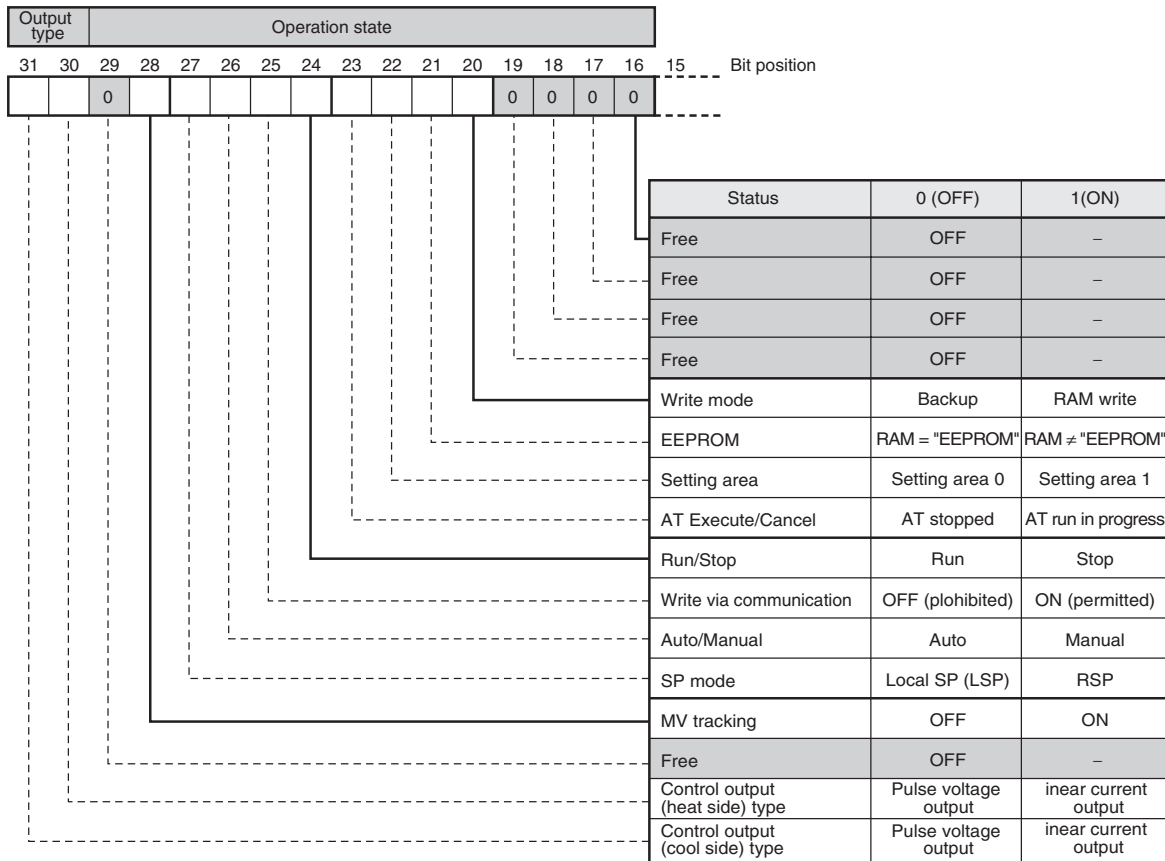 Output
type
Operation state
31 30 29 28 27 26 25 24 23 22 21 20 19 18 17 16 15 Bit position
0 0 0 0 0
Status 0 (OFF) 1(ON)
Free OFF –
Free OFF –
Free OFF –
Free OFF –
Write mode Backup RAM write
EEPROM RAM = "EEPROM" RAM ≠ "EEPROM"
Setting area Setting area 0 Setting area 1
AT Execute/Cancel AT stopped AT run in progress
Run/Stop Run Stop
Write via communication OFF (plohibited) ON (permitted)
Auto/Manual Auto Manual
SP mode Local SP (LSP) RSP
MV tracking OFF ON
Free OFF –
Control output Pulse voltage inear current
(heat side) type output output
Control output Pulse voltage inear current
(cool side) type output output